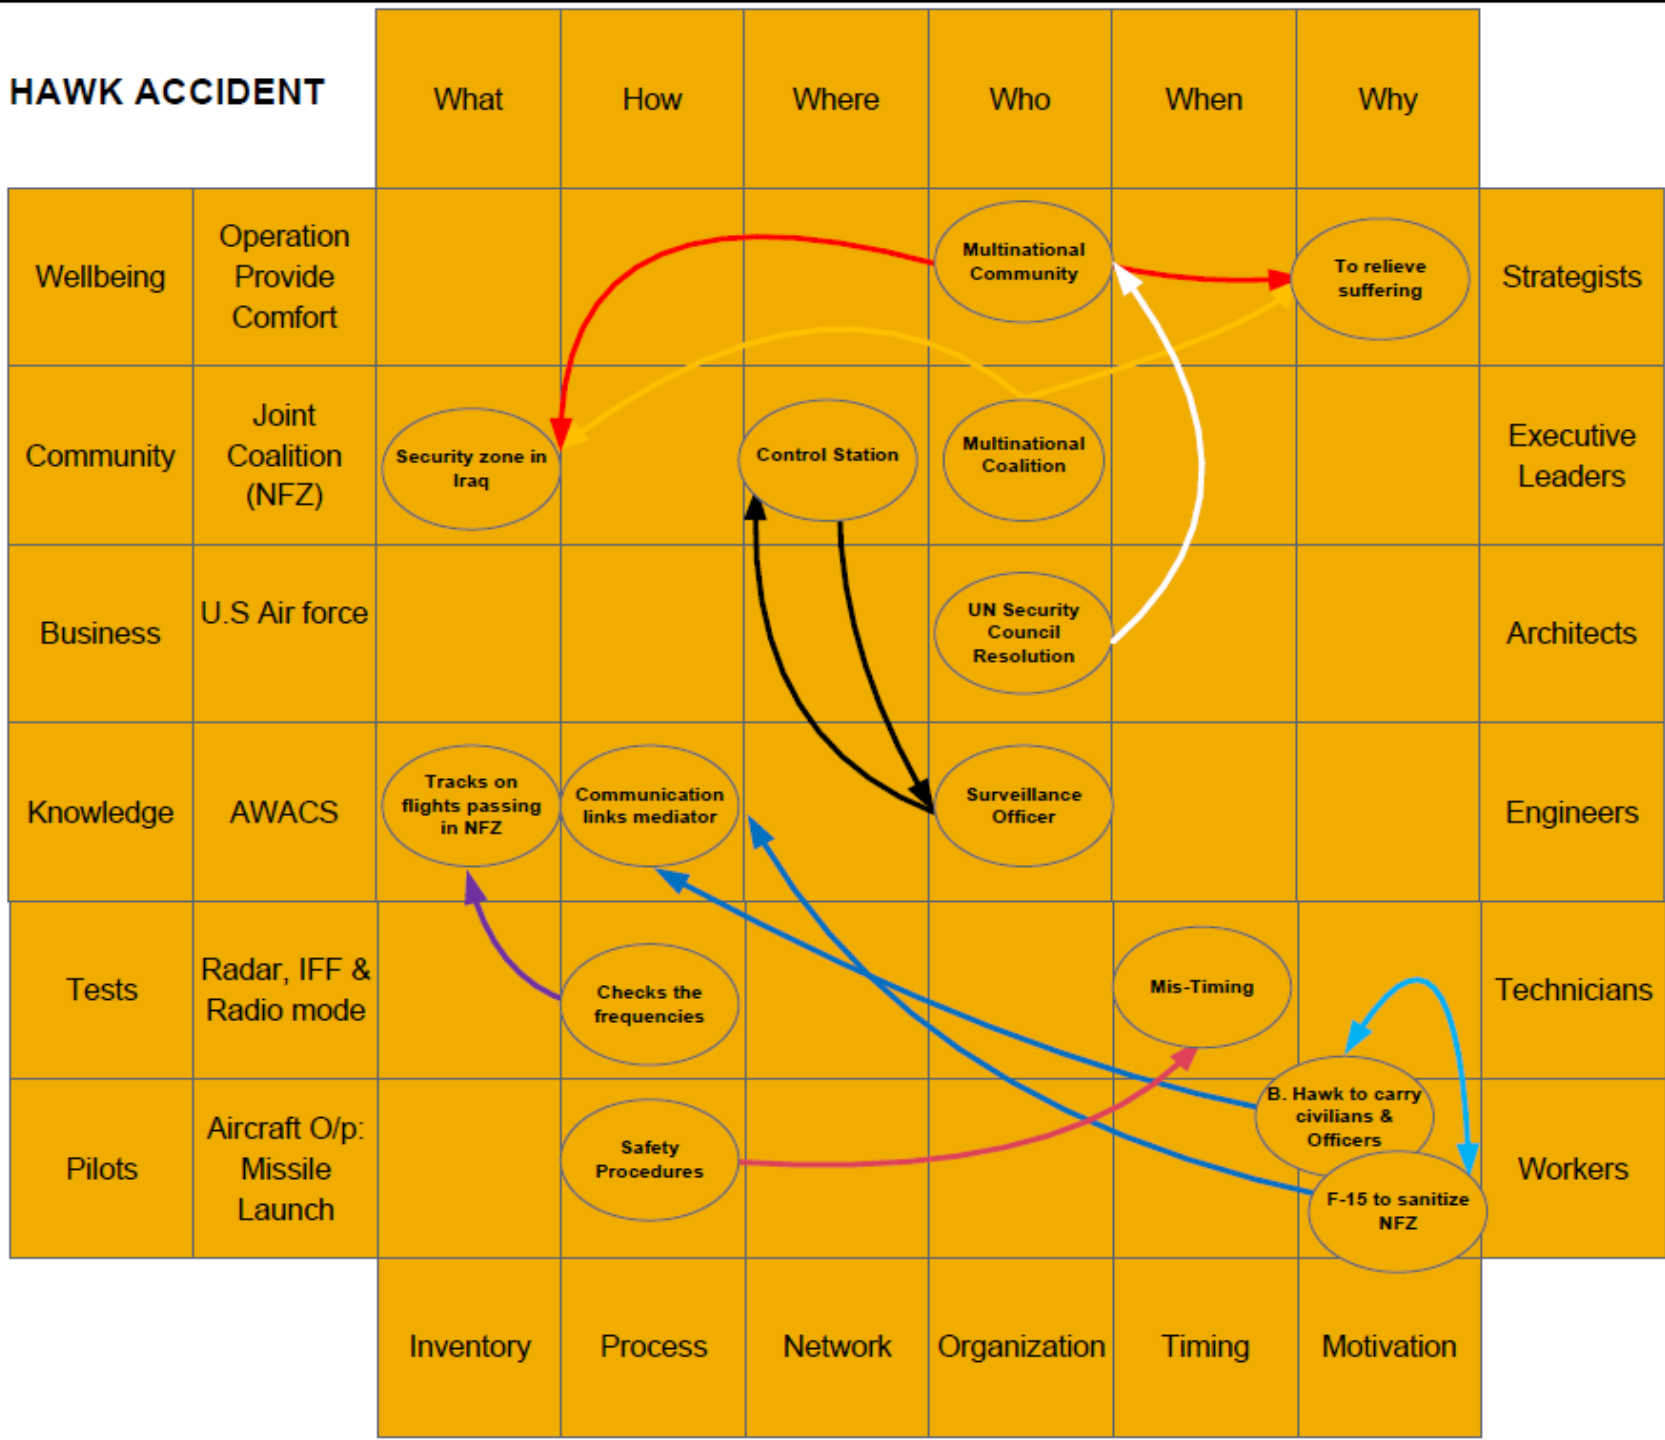 HAWK ACCIDENT
What
How
Where
Who
When
Why
Wellbeing
Operation
Provide
Comfort
Multinational
Community
To relieve
suffering
Strategists
Community
Joint
Coalition
(NFZ)
Security zone in
Iraq
Control Station
Multinational
Coalition
Executive
Leaders
Business
U.S Air force
UN Security
Council
Resolution
Architects
Knowledge
AWACS
Tracks on
flights passing
in NFZ
Communication
links mediator
Surveillance
Officer
Engineers
Tests
Radar, IFF &
Radio mode
Checks the
frequencies
Mis-Timing
Technicians
Pilots
Aircraft O/p:
Missile
Launch
Safety
Procedures
B. Hawk to carry
civilians &
Officers
F-15 to sanitize
NFZ
Workers
Inventory
Process
Network
Organization
Timing
Motivation